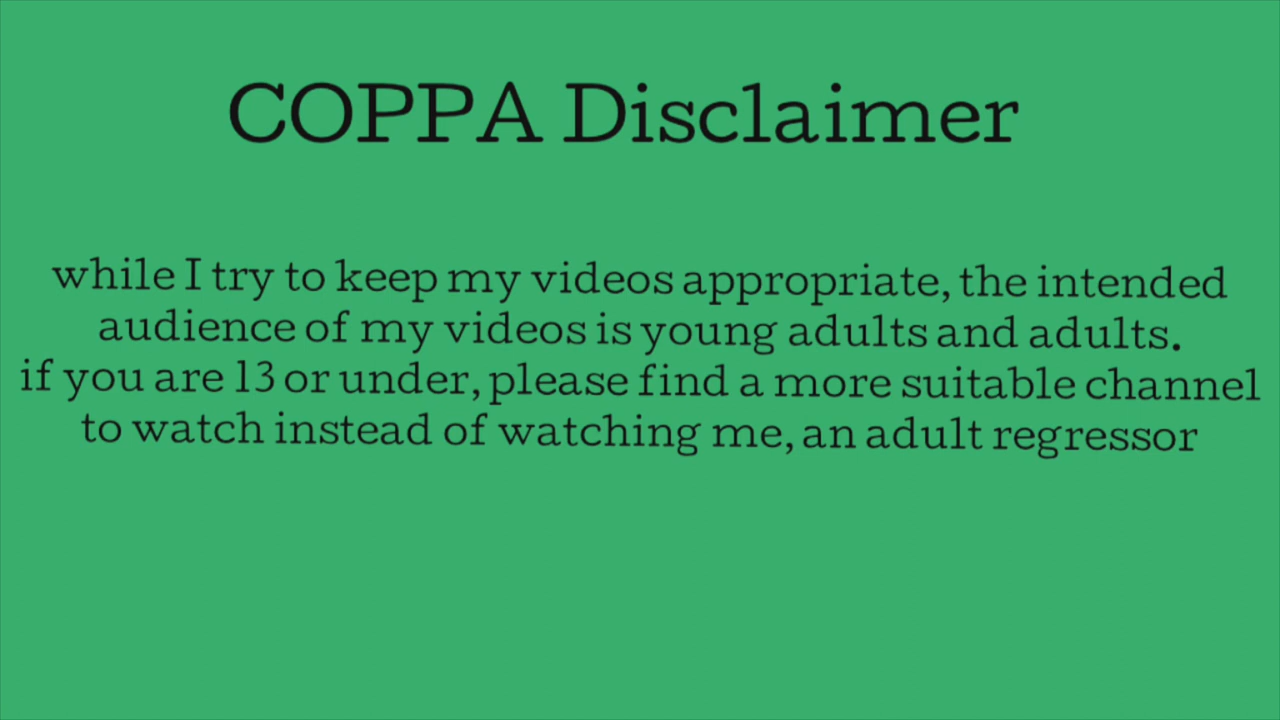 COPPA Disclaimer
while I try to keep my videos appropriate, the intended
audience of my videos is young adults and adults.
if you are 13 or under, please find a more suitable channel
to watch instead of watching me, an adult regressor